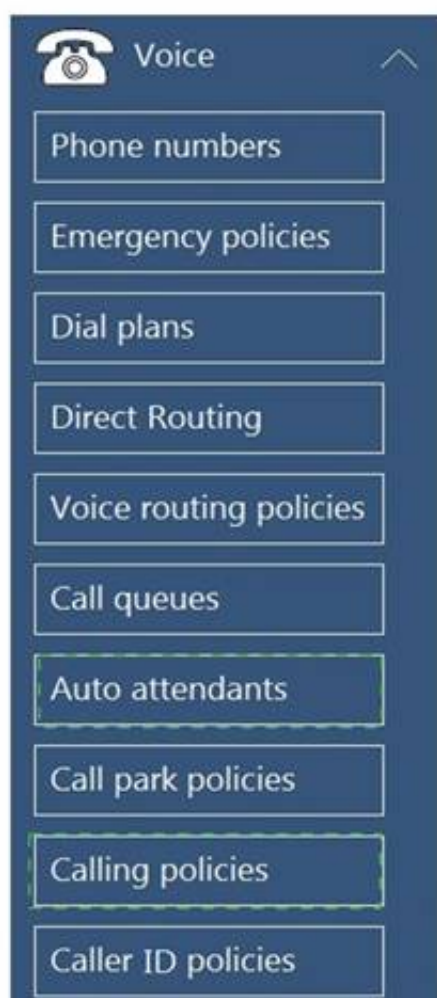 Voice
Phone numbers
Emergency policies
Dial plans
Direct Routing
Voice routing policies
Call queues
Auto attendants
Call park policies
Calling policies
Caller ID policies